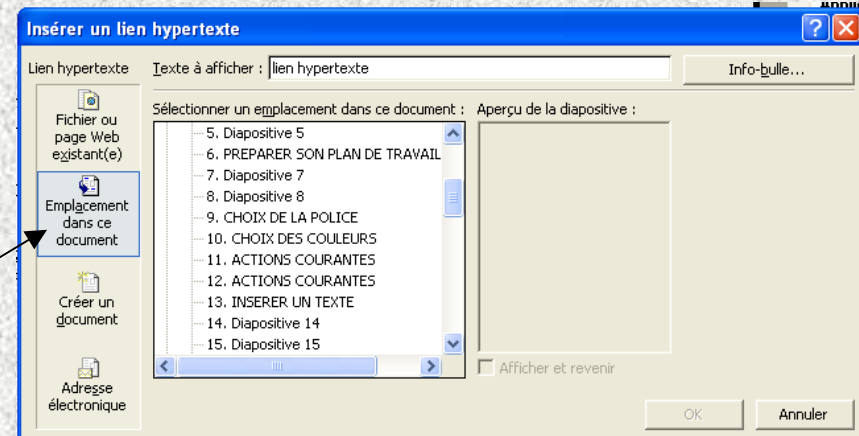 Insérer un lien hypertexte
Lien hypertexte
Texte à afficher : lien hypertexte
Info-bulle...
Fichier ou
page Web
existant(e)
Emplacement
dans ce
document
Créer un
document
Adresse
électronique
Sélectionner un emplacement dans ce document :
5. Diapositive 5
6. PREPARER SON PLAN DE TRAVAIL
7. Diapositive 7
8. Diapositive 8
9. CHOIX DE LA POLICE
10. CHOIX DES COULEURS
11. ACTIONS COURANTES
12. ACTIONS COURANTES
13. INSERER UN TEXTE
14. Diapositive 14
15. Diapositive 15
Aperçu de la diapositive :
Afficher et revenir
OK
Annuler